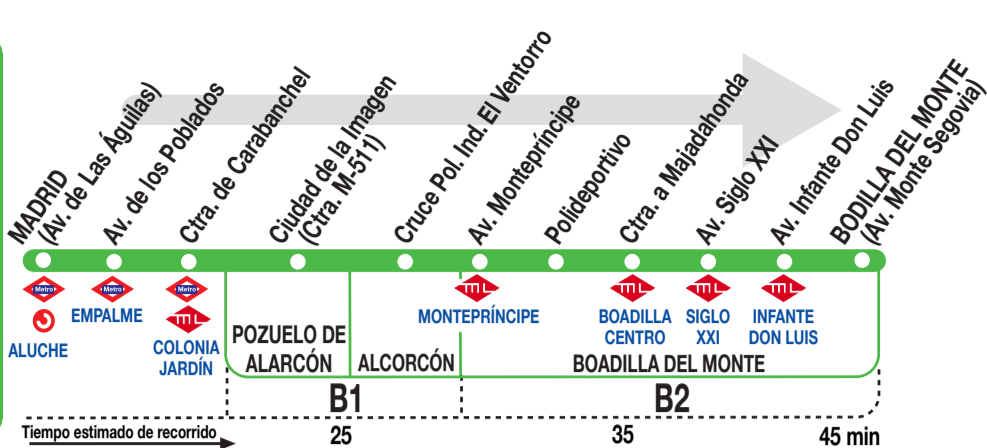 MADRID
(Av. de Las Águilas)
Av. de los Poblados
Ctra. de Carabanchel
Ciudad de la Imagen
(Ctra. M-511)
Cruce Pol. Ind. El Ventorro
Av. Montepríncipe
Polideportivo
Ctra. a Majadahonda
Av. Siglo XXI
Av. Infante Don Luis
BODILLA DEL MONTE
(Av. Monte Segovia)
Metro
Metro
Metro
ML
ML
ML
ML
ML
ALUCHE
EMPALME
COLONIA
JARDÍN
MONTEPRÍNCIPE
BOADILLA
CENTRO
SIGLO
XXI
INFANTE
DON LUIS
POZUELO DE
ALARCÓN
ALCORCÓN
BOADILLA DEL MONTE
B1
B2
Tiempo estimado de recorrido
25
35
45 min